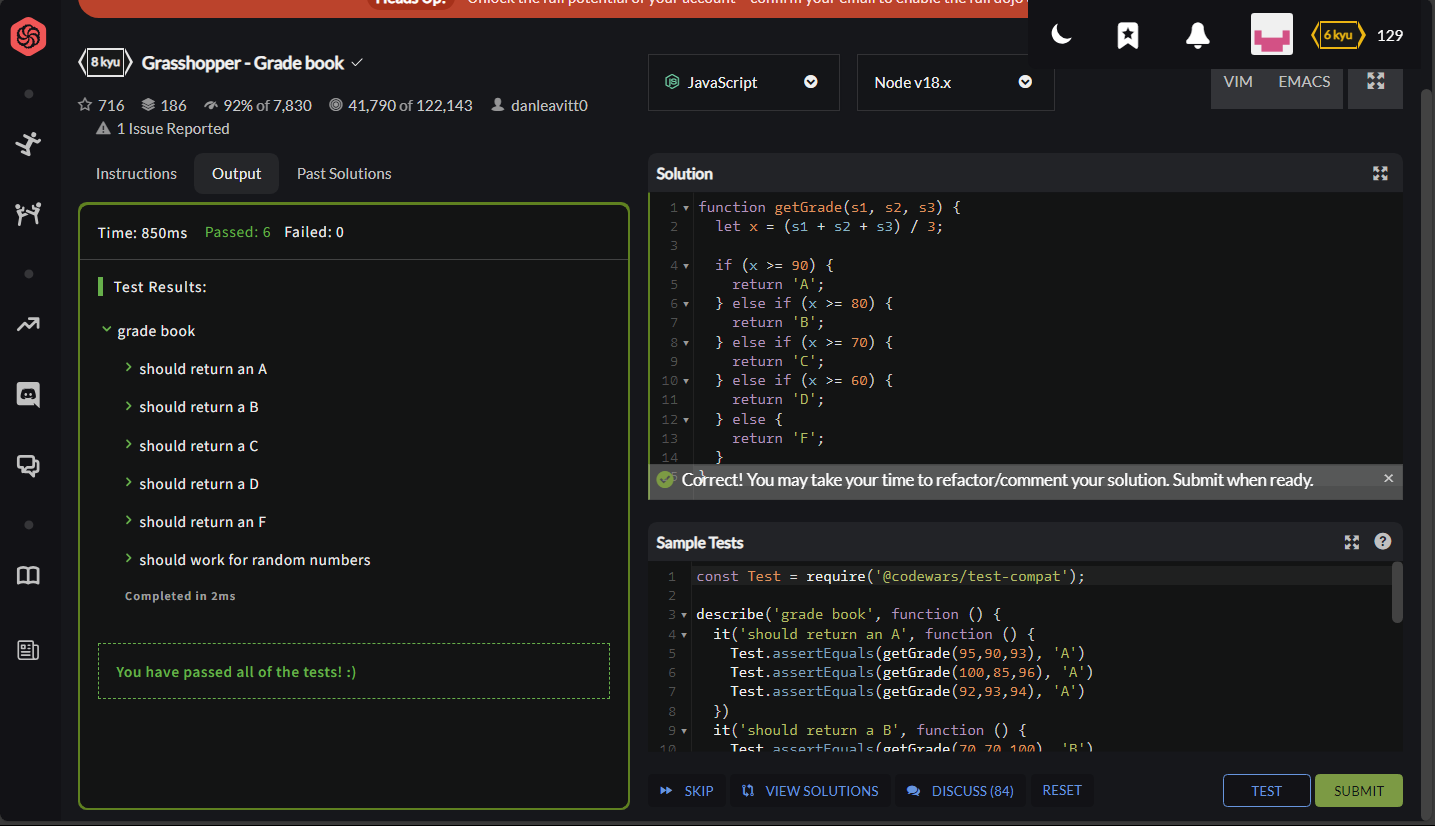 Heads Up! Unlock the full potential of your account - confirm your email to enable the full dojo
6 kyu 129
8 kyu Grasshopper - Grade book
716 186 92% of 7,830 41,790 of 122,143 danleavitt0
1 Issue Reported
JavaScript
Node v18.x
VIM EMACS
Instructions Output Past Solutions
Time: 850ms Passed: 6 Failed: 0
Test Results:
grade book
should return an A
should return a B
should return a C
should return a D
should return an F
should work for random numbers
Completed in 2ms
You have passed all of the tests! :)
Solution
1 function getGrade(s1, s2, s3) {
2 let x = (s1 + s2 + s3) / 3;
3
4 if (x >= 90) {
5 return 'A';
6 } else if (x >= 80) {
7 return 'B';
8 } else if (x >= 70) {
9 return 'C';
10 } else if (x >= 60) {
11 return 'D';
12 } else {
13 return 'F';
14 }
15 }
Correct! You may take your time to refactor/comment your solution. Submit when ready.
Sample Tests
1 const Test = require('@codewars/test-compat');
2
3 describe('grade book', function () {
4 it('should return an A', function () {
5 Test.assertEquals(getGrade(95,90,93), 'A')
6 Test.assertEquals(getGrade(100,85,96), 'A')
7 Test.assertEquals(getGrade(92,93,94), 'A')
8 })
9 it('should return a B', function () {
10 Test.assertEquals(getGrade(70,70,100), 'B')
SKIP VIEW SOLUTIONS DISCUSS (84) RESET TEST SUBMIT